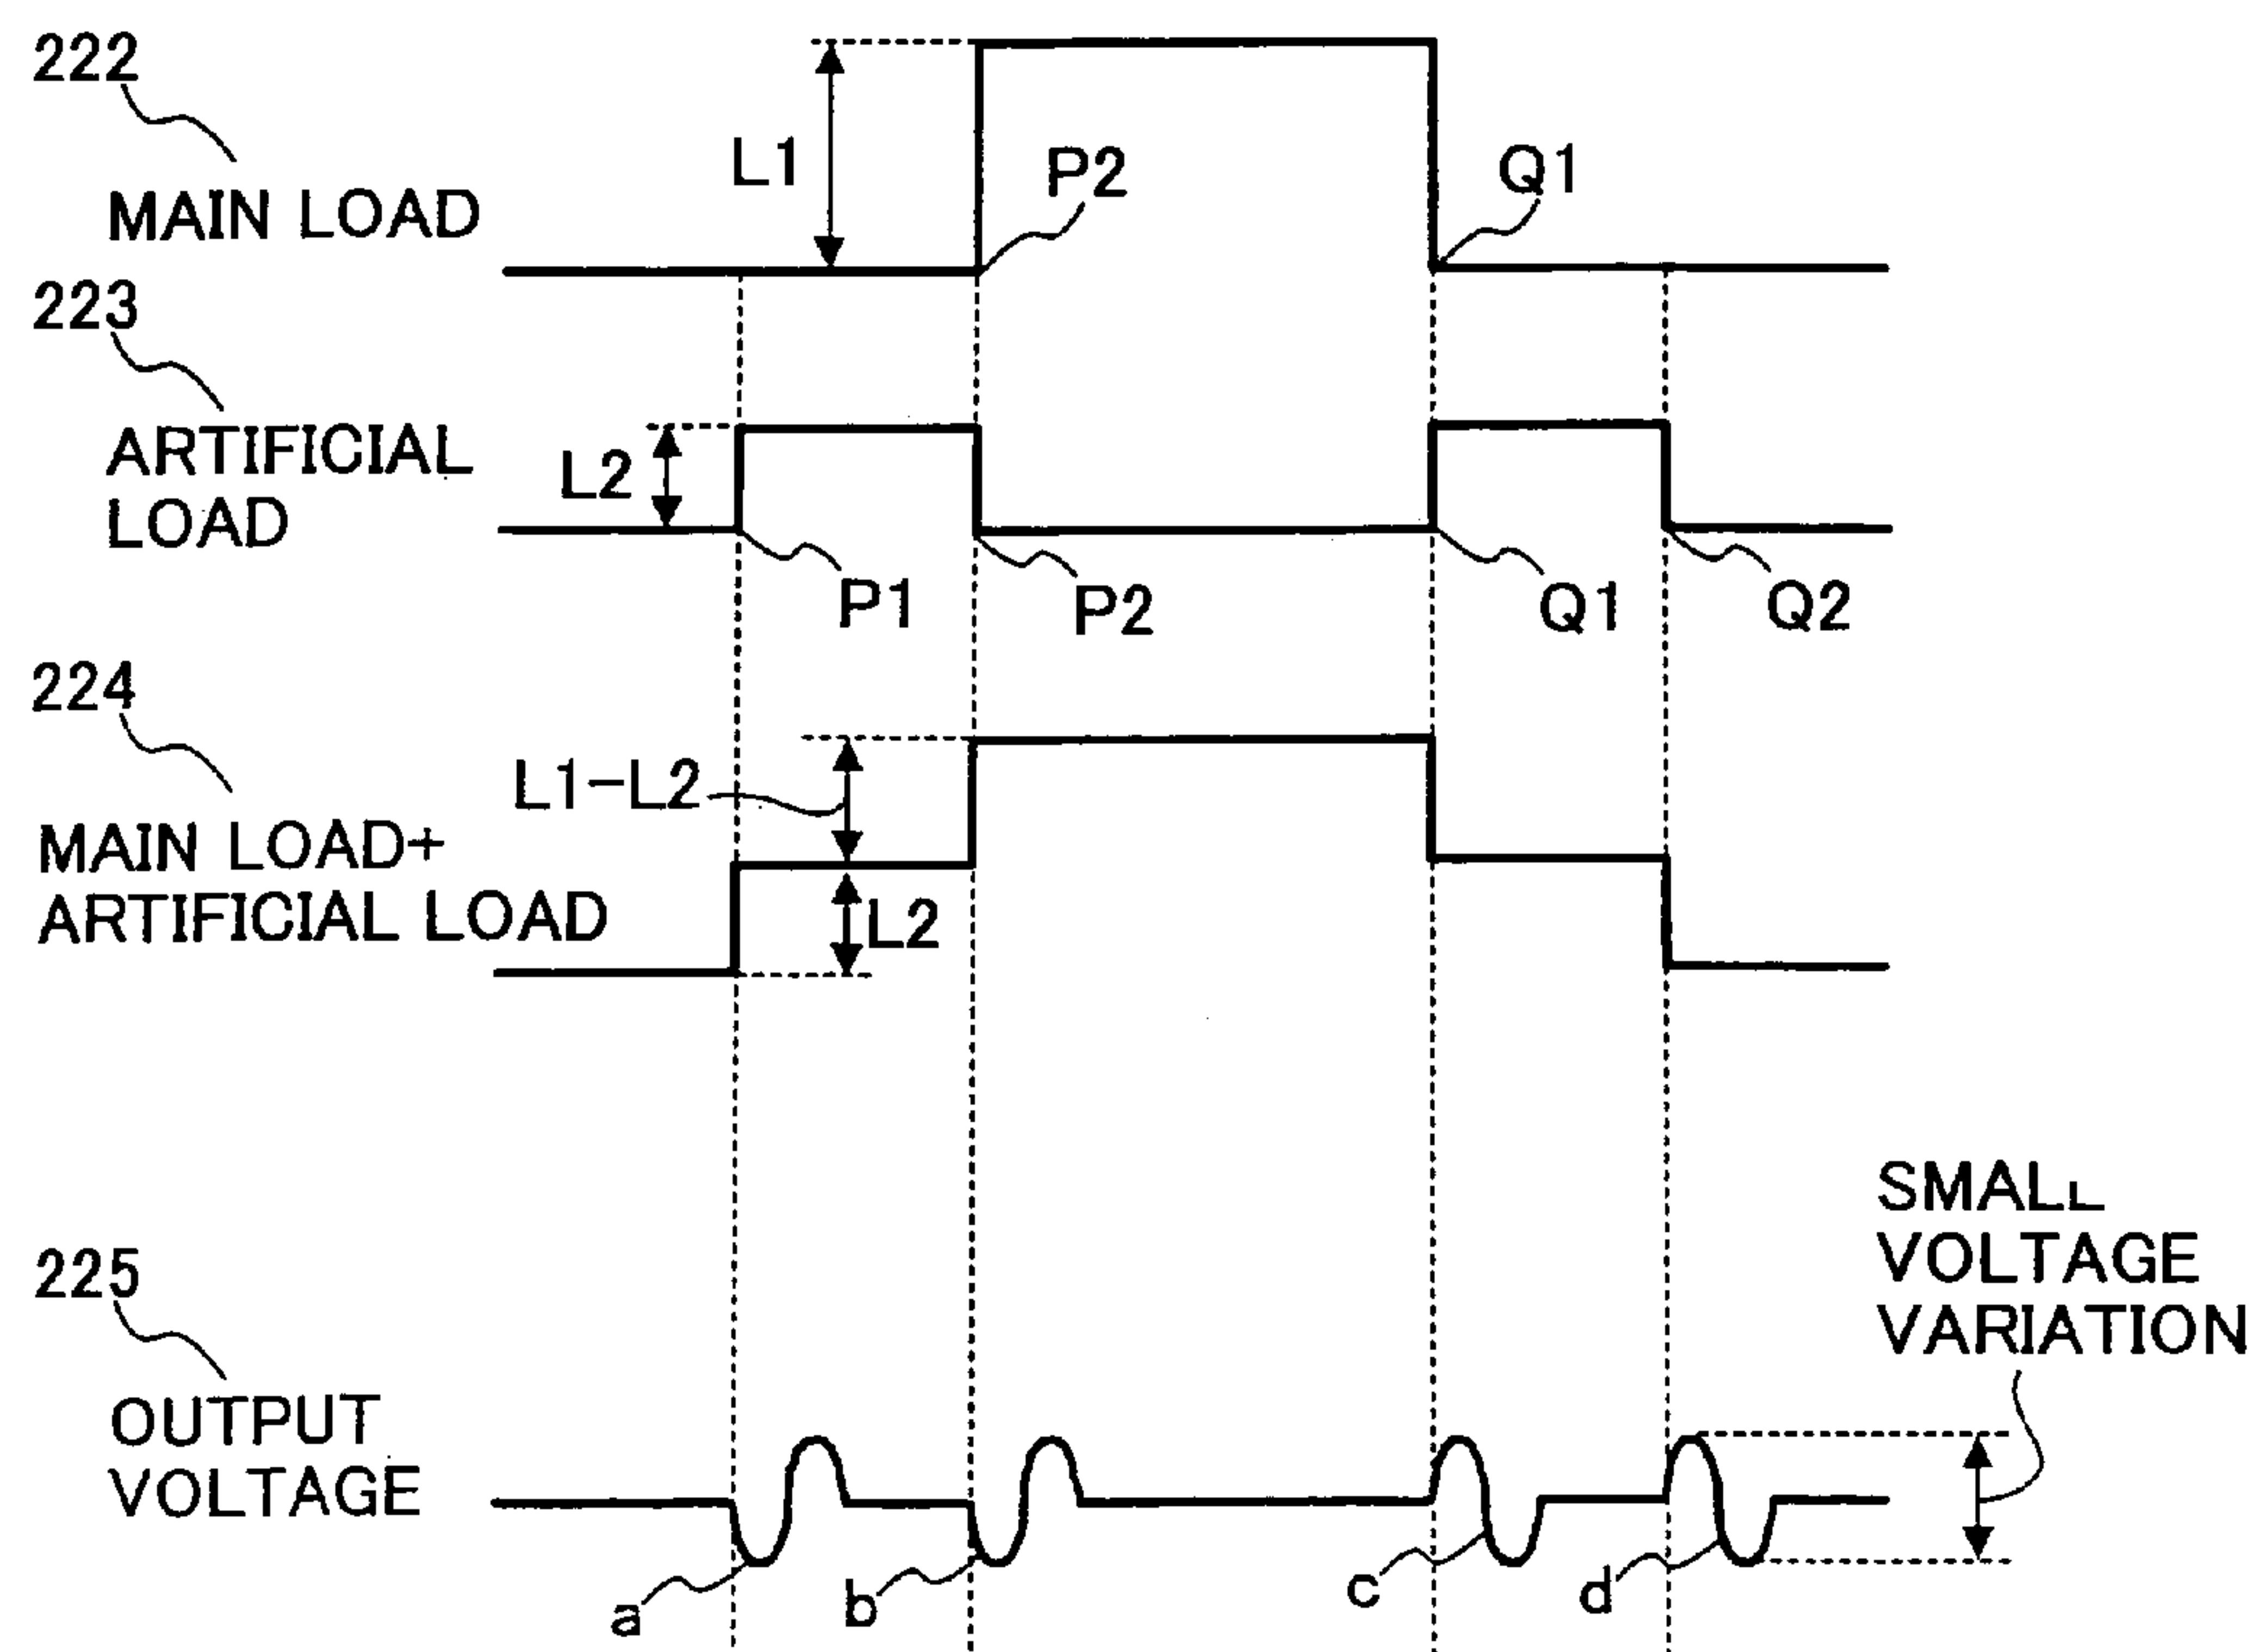 222
MAIN LOAD
L1
P2
Q1
223
ARTIFICIAL
LOAD
L2
P1
P2
Q1
Q2
224
MAIN LOAD+
ARTIFICIAL LOAD
L1-L2
L2
225
OUTPUT
VOLTAGE
a
b
c
d
SMALL
VOLTAGE
VARIATION